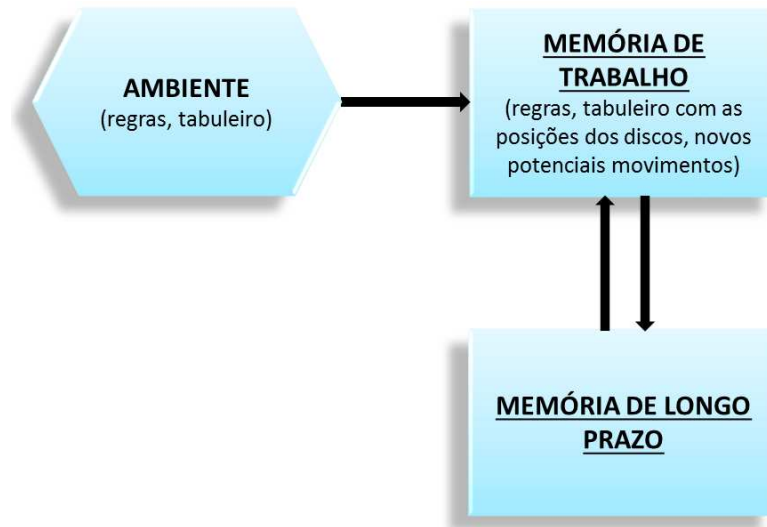 AMBIENTE
(regras, tabuleiro)
MEMÓRIA DE
TRABALHO
(regras, tabuleiro com as
posições dos discos, novos
potenciais movimentos)
MEMÓRIA DE LONGO
PRAZO